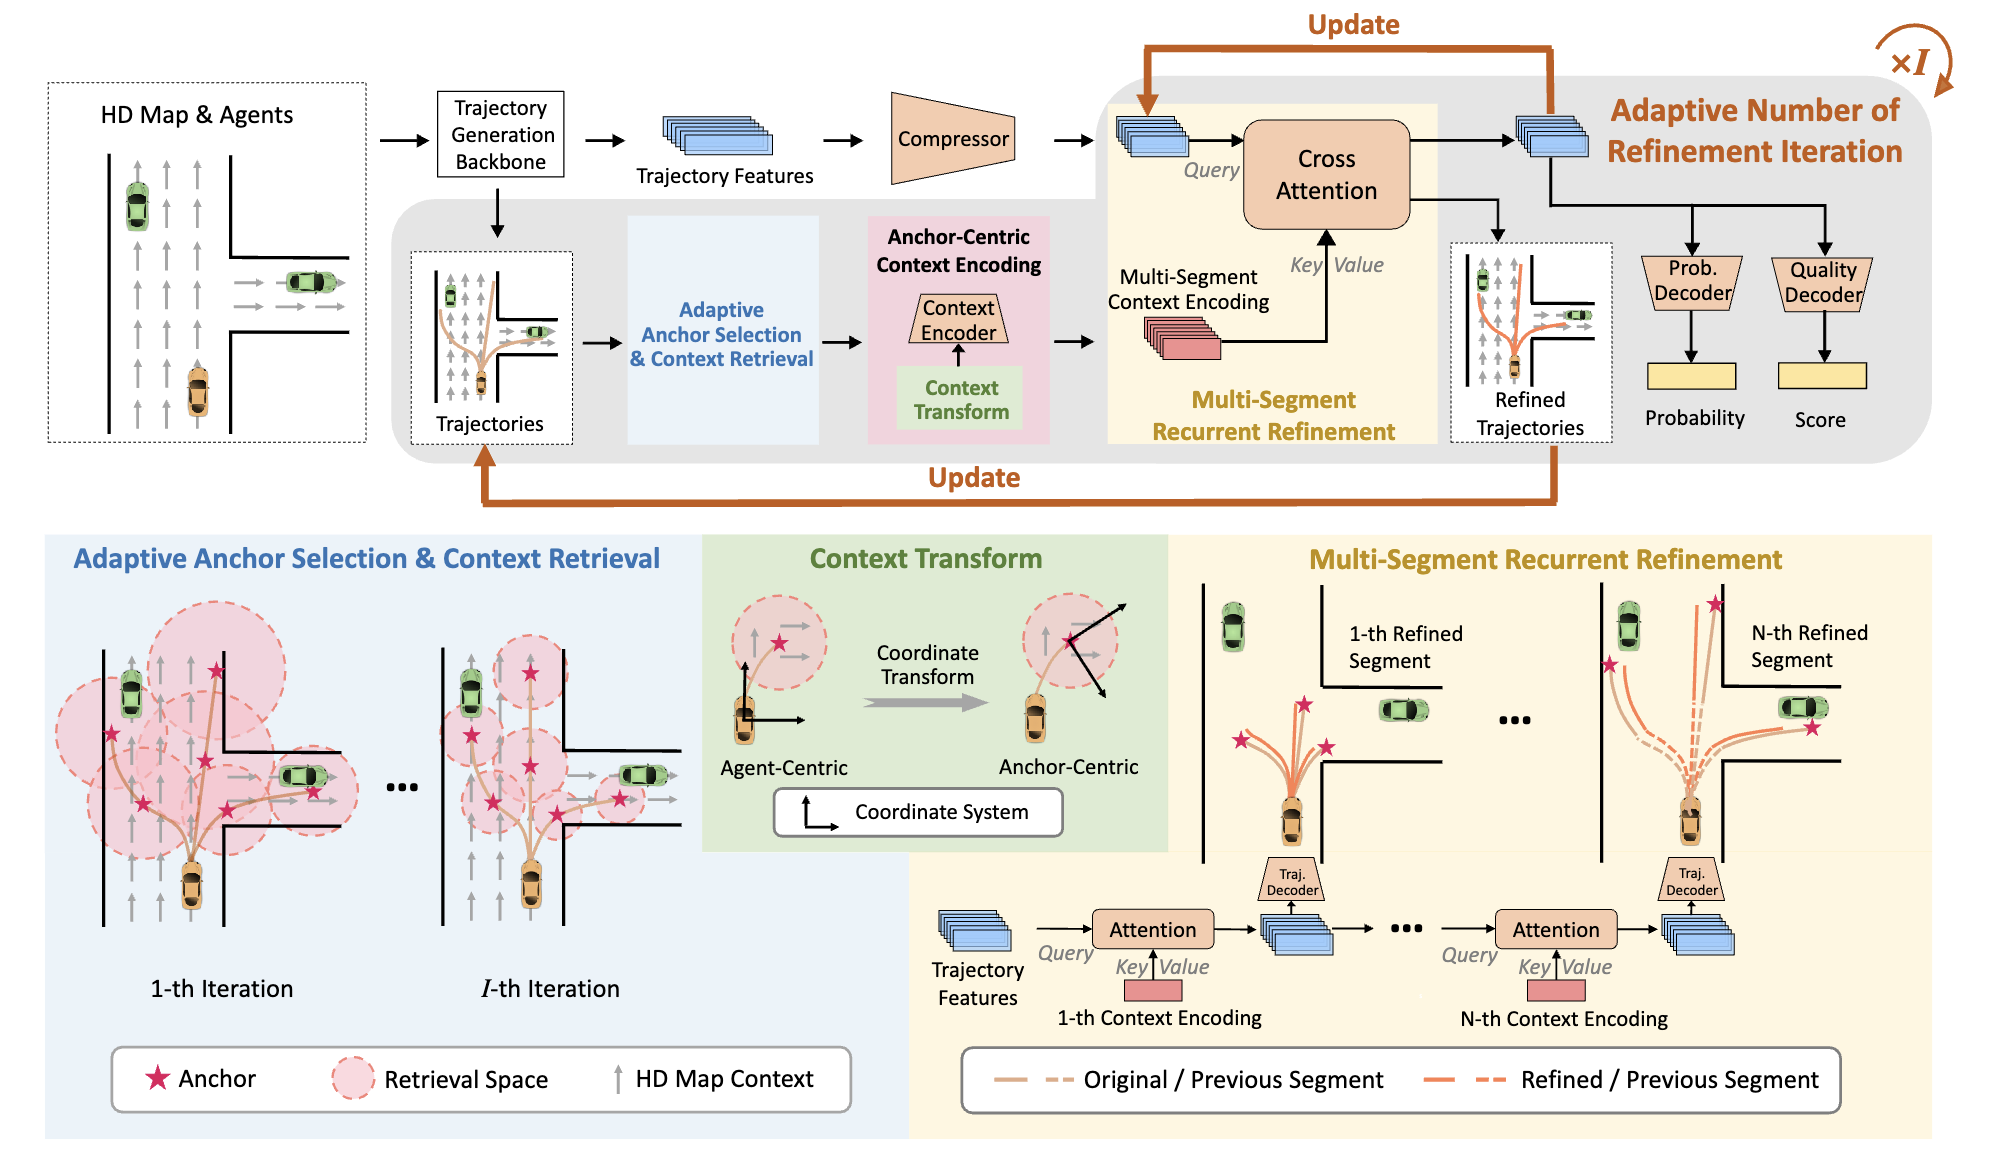 Update
×I
HD Map & Agents
Trajectory
Generation
Backbone
Trajectory Features
Compressor
Query
Cross
Attention
Adaptive Number of
Refinement Iteration
Trajectories
Adaptive
Anchor Selection
& Context Retrieval
Anchor-Centric
Context Encoding
Context
Encoder
Context
Transform
Multi-Segment
Context Encoding
Key Value
Multi-Segment
Recurrent Refinement
Refined
Trajectories
Prob.
Decoder
Probability
Quality
Decoder
Score
Update
Adaptive Anchor Selection & Context Retrieval
1-th Iteration
I-th Iteration
Anchor
Retrieval Space
HD Map Context
Context Transform
Coordinate
Transform
Agent-Centric
Anchor-Centric
Coordinate System
Multi-Segment Recurrent Refinement
1-th Refined
Segment
N-th Refined
Segment
Traj.
Decoder
Traj.
Decoder
Trajectory
Features
Query
Attention
Key Value
1-th Context Encoding
Query
Attention
Key Value
N-th Context Encoding
Original / Previous Segment
Refined / Previous Segment